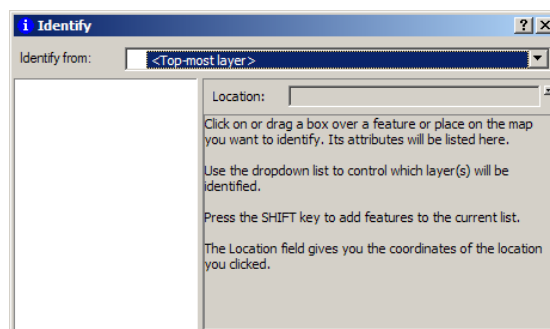 Identify
Identify from: <Top-most layer>
Location:
Click on or drag a box over a feature or place on the map
you want to identify. Its attributes will be listed here.
Use the dropdown list to control which layer(s) will be
identified.
Press the SHIFT key to add features to the current list.
The Location field gives you the coordinates of the location
you clicked.